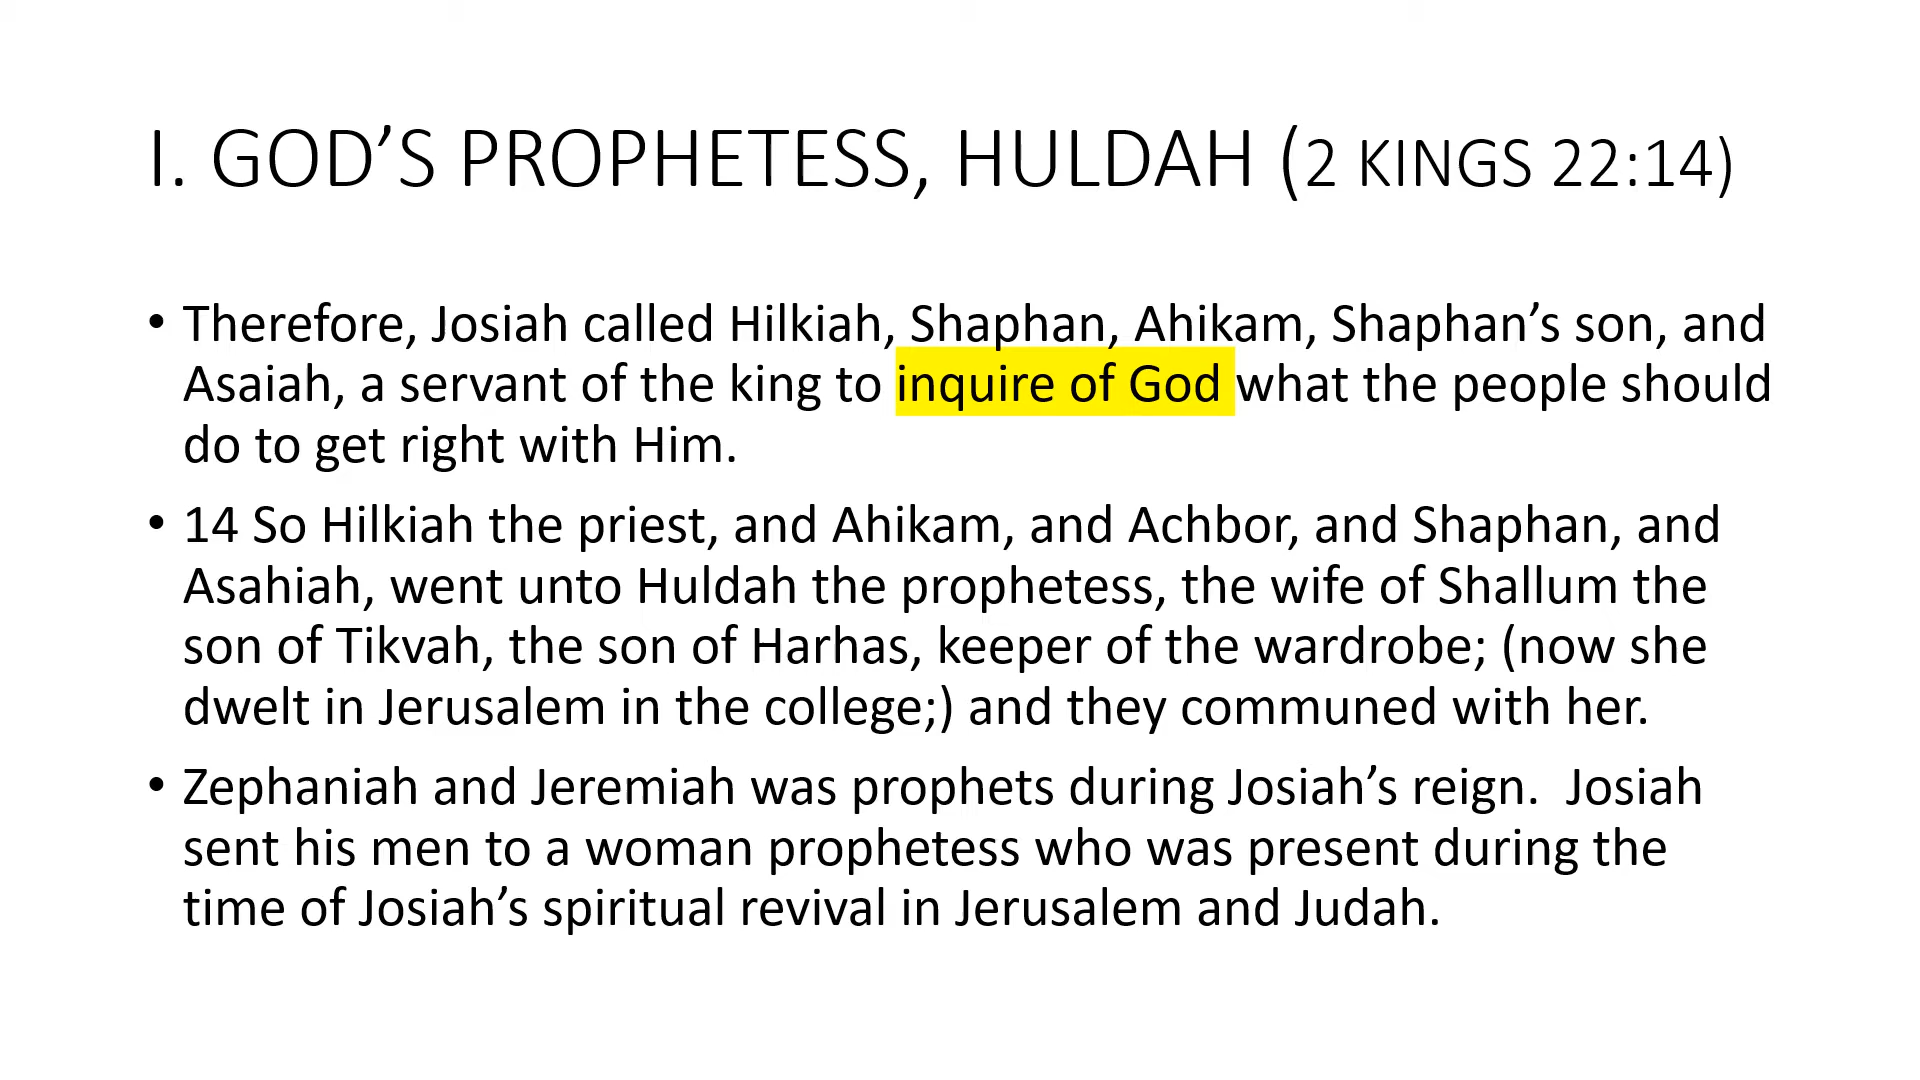 I. GOD’S PROPHETESS, HULDAH (2 KINGS 22:14)
• Therefore, Josiah called Hilkiah, Shaphan, Ahikam, Shaphan’s son, and
Asaiah, a servant of the king to inquire of God what the people should
do to get right with Him.
• 14 So Hilkiah the priest, and Ahikam, and Achbor, and Shaphan, and
Asahiah, went unto Huldah the prophetess, the wife of Shallum the
son of Tikvah, the son of Harhas, keeper of the wardrobe; (now she
dwelt in Jerusalem in the college;) and they communed with her.
• Zephaniah and Jeremiah was prophets during Josiah’s reign.  Josiah
sent his men to a woman prophetess who was present during the
time of Josiah’s spiritual revival in Jerusalem and Judah.